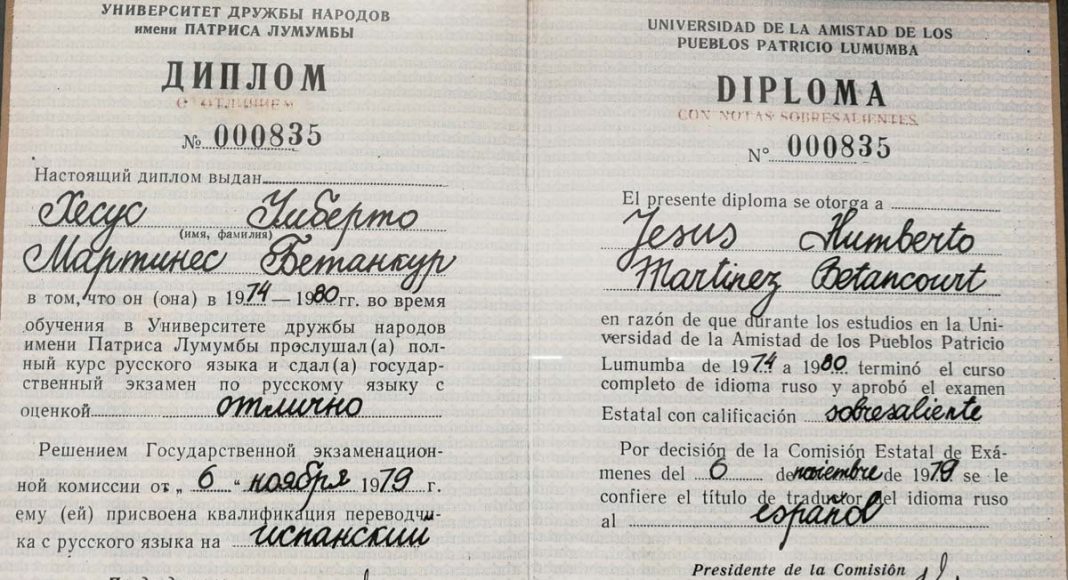 УНИВЕРСИТЕТ ДРУЖБЫ НАРОДОВ
имени ПАТРИСА ЛУМУМБЫ
ДИПЛОМ
С ОТЛИЧИЕМ
№ 000835
Настоящий диплом выдан
Хесус Умберто
(имя, фамилия)
Мартинес Бетанкур
в том, что он (она) в 1974—1980 гг. во время
обучения в Университете дружбы народов
имени Патриса Лумумбы прослушал(а) пол-
ный курс русского языка и сдал(а) государ-
ственный экзамен по русскому языку с
оценкой отлично
Решением Государственной экзаменацион-
ной комиссии от „ 6 “ ноября 1979 г.
ему (ей) присвоена квалификация переводчи-
ка с русского языка на испанский
UNIVERSIDAD DE LA AMISTAD DE LOS
PUEBLOS PATRICIO LUMUMBA
DIPLOMA
CON NOTAS SOBRESALIENTES
N° 000835
El presente diploma se otorga a
Jesus Humberto
Martinez Betancourt
en razón de que durante los estudios en la Uni-
versidad de la Amistad de los Pueblos Patricio
Lumumba de 1974 a 1980 terminó el curso
completo de idioma ruso y aprobó el examen
Estatal con calificación sobresaliente
Por decisión de la Comisión Estatal de Exá-
menes del 6 de noviembre de 1979 se le
confiere el título de traductor del idioma ruso
al español
Presidente de la Comisión